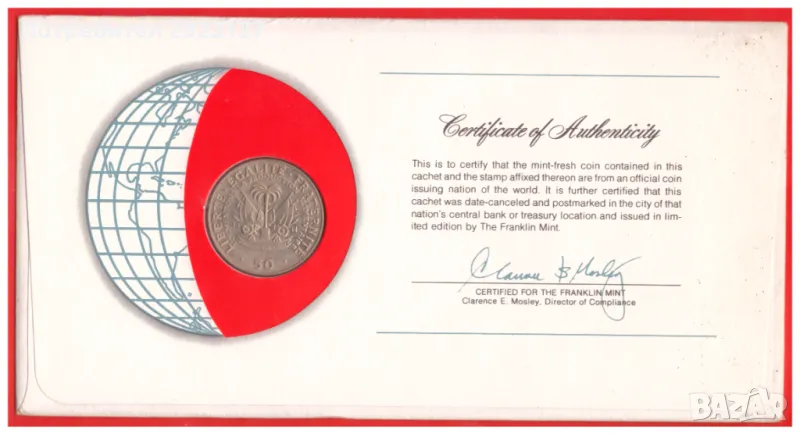 Certificate of Authenticity
This is to certify that the mint-fresh coin contained in this
cachet and the stamp affixed thereon are from an official coin
issuing nation of the world. It is further certified that this
cachet was date-canceled and postmarked in the city of that
nation's central bank or treasury location and issued in lim-
ited edition by The Franklin Mint.
CERTIFIED FOR THE FRANKLIN MINT
Clarence E. Mosley, Director of Compliance
LIBERTE EGALITE FRATERNITE
50
BAZAR